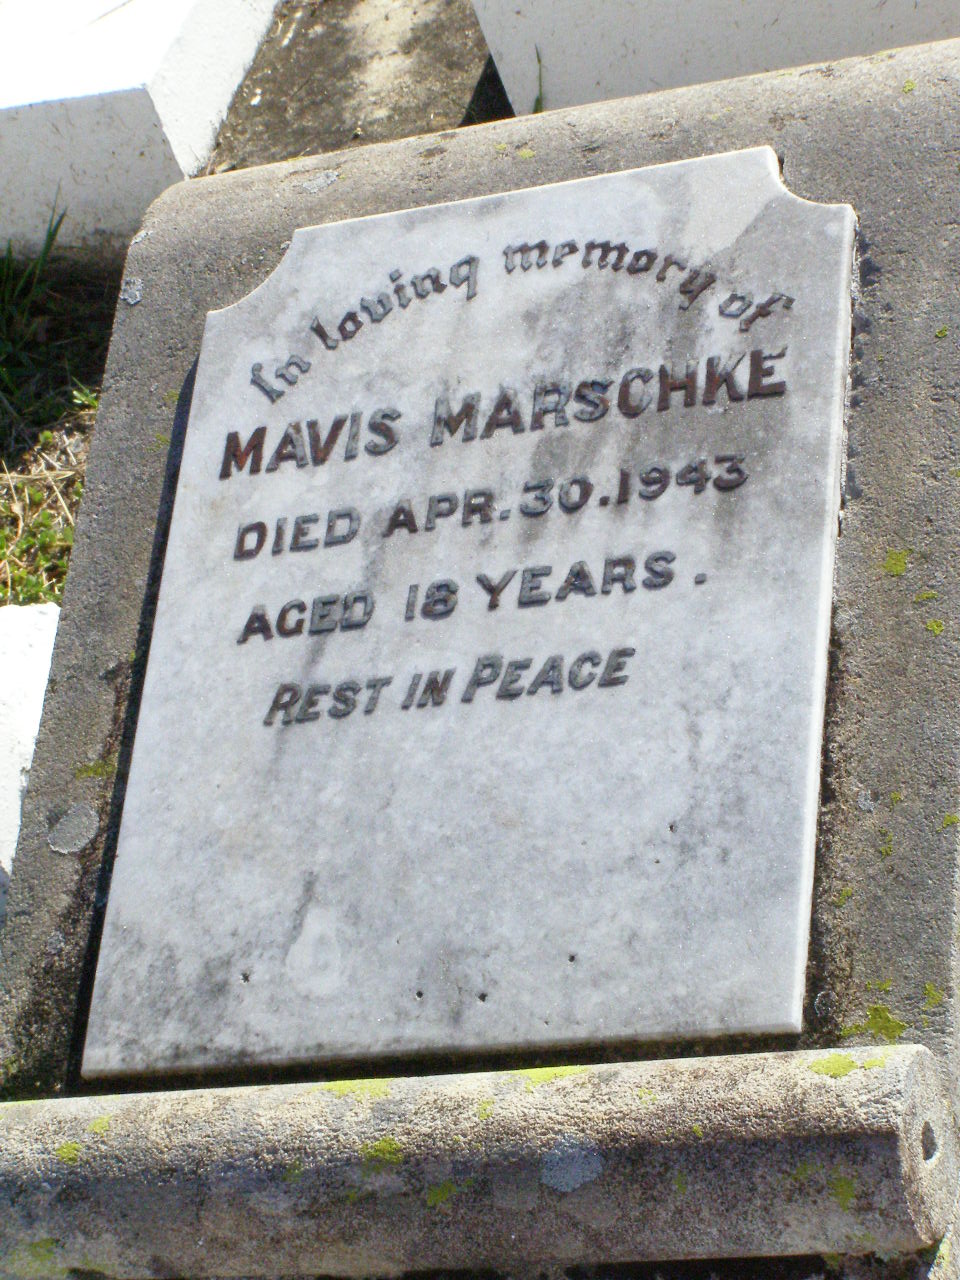 In loving memory of
MAVIS MARSCHKE
DIED APR. 30. 1943
AGED 18 YEARS.
REST IN PEACE